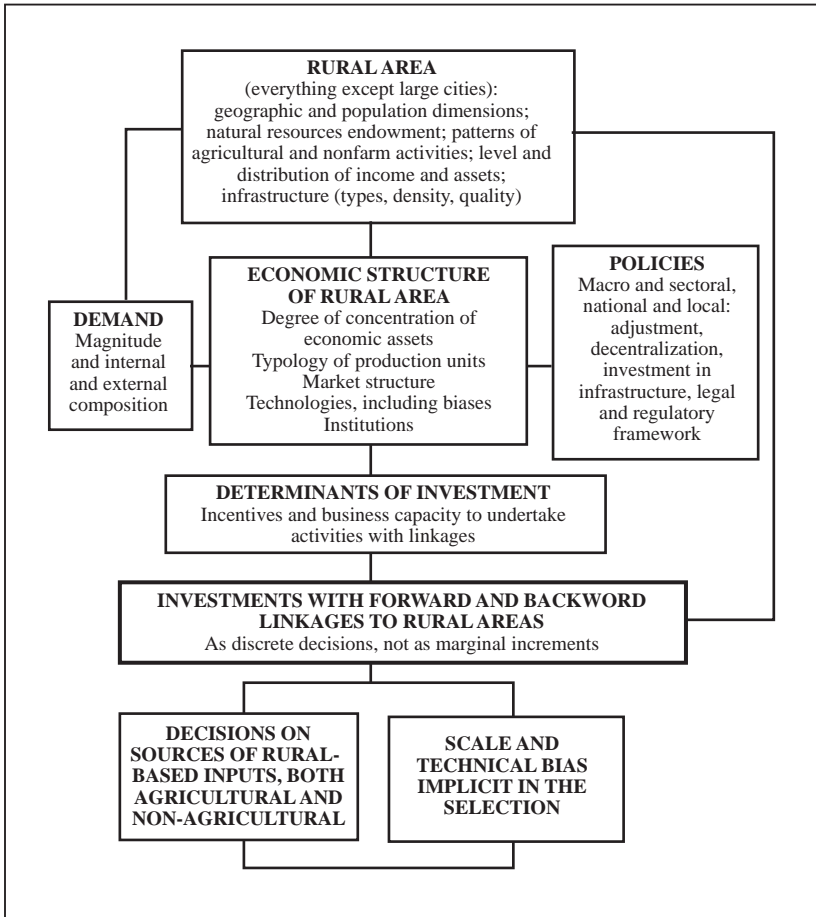 RURAL AREA
(everything except large cities):
geographic and population dimensions;
natural resources endowment; patterns of
agricultural and nonfarm activities; level and
distribution of income and assets;
infrastructure (types, density, quality)
ECONOMIC STRUCTURE
OF RURAL AREA
Degree of concentration of
economic assets
Typology of production units
Market structure
Technologies, including biases
Institutions
POLICIES
Macro and sectoral,
national and local:
adjustment,
decentralization,
investment in
infrastructure, legal
and regulatory
framework
DEMAND
Magnitude
and internal
and external
composition
DETERMINANTS OF INVESTMENT
Incentives and business capacity to undertake
activities with linkages
INVESTMENTS WITH FORWARD AND BACKWORD
LINKAGES TO RURAL AREAS
As discrete decisions, not as marginal increments
DECISIONS ON
SOURCES OF RURAL-
BASED INPUTS, BOTH
AGRICULTURAL AND
NON-AGRICULTURAL
SCALE AND
TECHNICAL BIAS
IMPLICIT IN THE
SELECTION